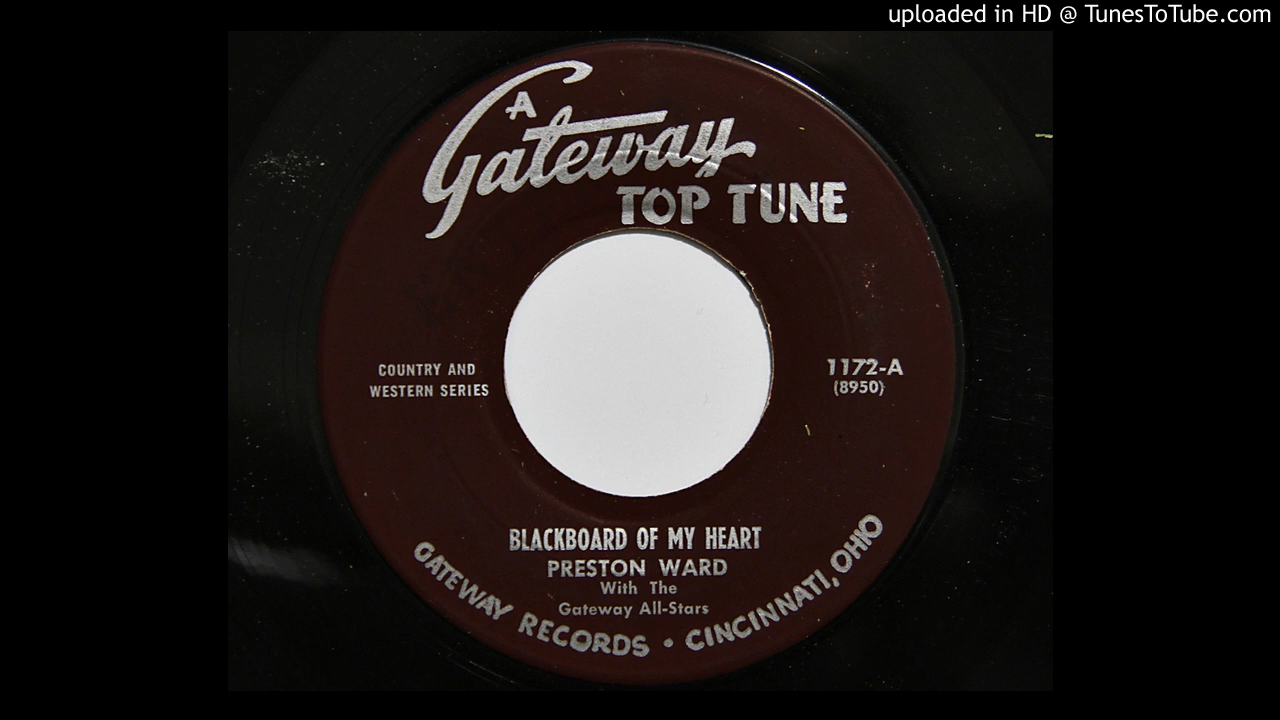 uploaded in HD @ TunesToTube.com
A
Gateway
TOP TUNE
COUNTRY AND
WESTERN SERIES
1172-A
(8950)
BLACKBOARD OF MY HEART
PRESTON WARD
With The
Gateway All-Stars
GATEWAY RECORDS • CINCINNATI, OHIO